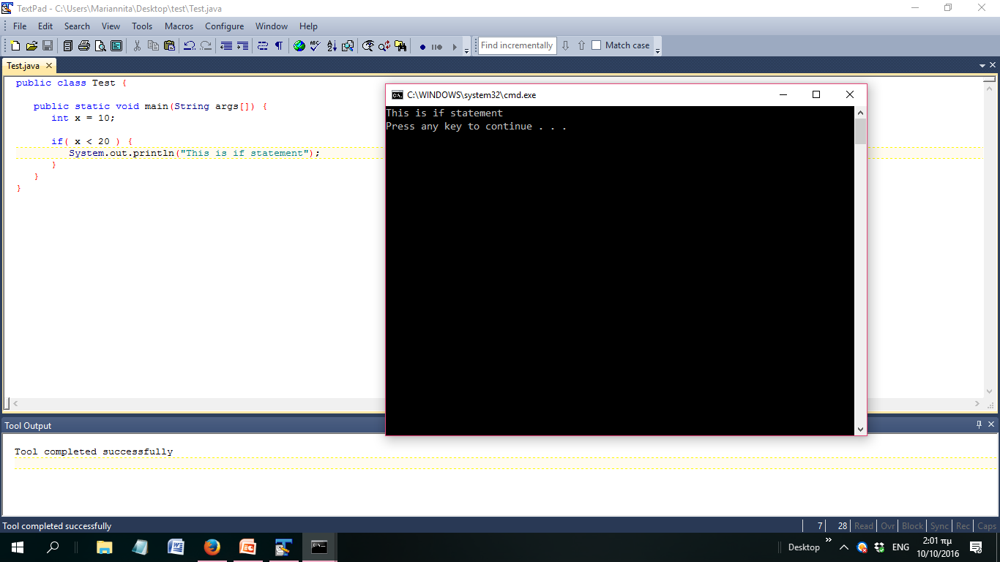 TextPad - C:\Users\Mariannita\Desktop\test\Test.java
File Edit Search View Tools Macros Configure Window Help
Find incrementally Match case
Test.java
public class Test {
public static void main(String args[]) {
int x = 10;
if( x < 20 ) {
System.out.println("This is if statement");
}
}
}
C:\WINDOWS\system32\cmd.exe
This is if statement
Press any key to continue . . .
Tool Output
Tool completed successfully
Tool completed successfully
7 28 Read Ovr Block Sync Rec Caps
Desktop ENG 2:01 πμ
10/10/2016